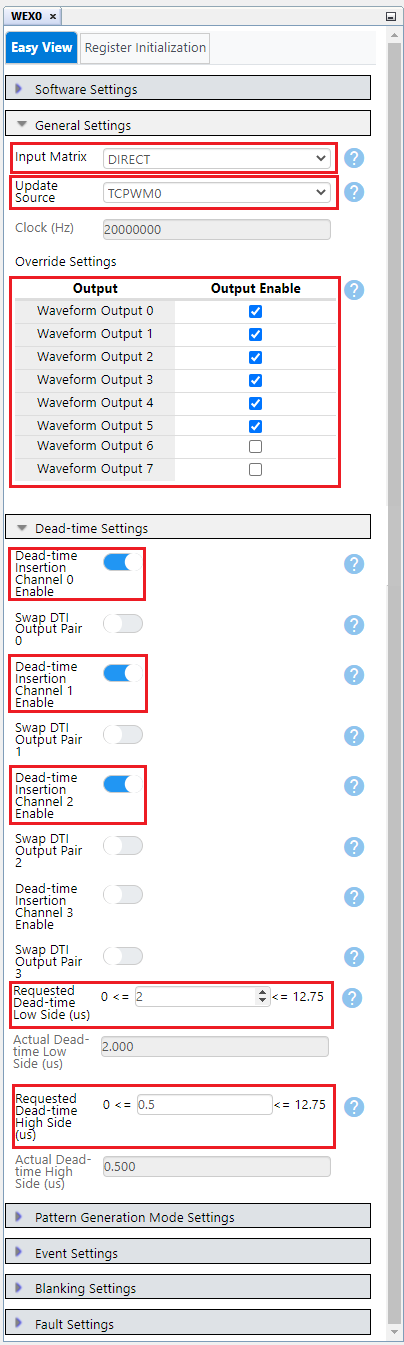 WEX0
Easy View Register Initialization
Software Settings
General Settings
Input Matrix DIRECT
Update
Source TCPWM0
Clock (Hz) 20000000
Override Settings
Output Output Enable
Waveform Output 0
Waveform Output 1
Waveform Output 2
Waveform Output 3
Waveform Output 4
Waveform Output 5
Waveform Output 6
Waveform Output 7
Dead-time Settings
Dead-time
Insertion
Channel 0
Enable
Swap DTI
Output Pair
0
Dead-time
Insertion
Channel 1
Enable
Swap DTI
Output Pair
1
Dead-time
Insertion
Channel 2
Enable
Swap DTI
Output Pair
2
Dead-time
Insertion
Channel 3
Enable
Swap DTI
Output Pair
3
Requested
Dead-time
Low Side (us) 0 <= 2 <= 12.75
Actual Dead-
time Low
Side (us) 2.000
Requested
Dead-time
High Side
(us) 0 <= 0.5 <= 12.75
Actual Dead-
time High
Side (us) 0.500
Pattern Generation Mode Settings
Event Settings
Blanking Settings
Fault Settings